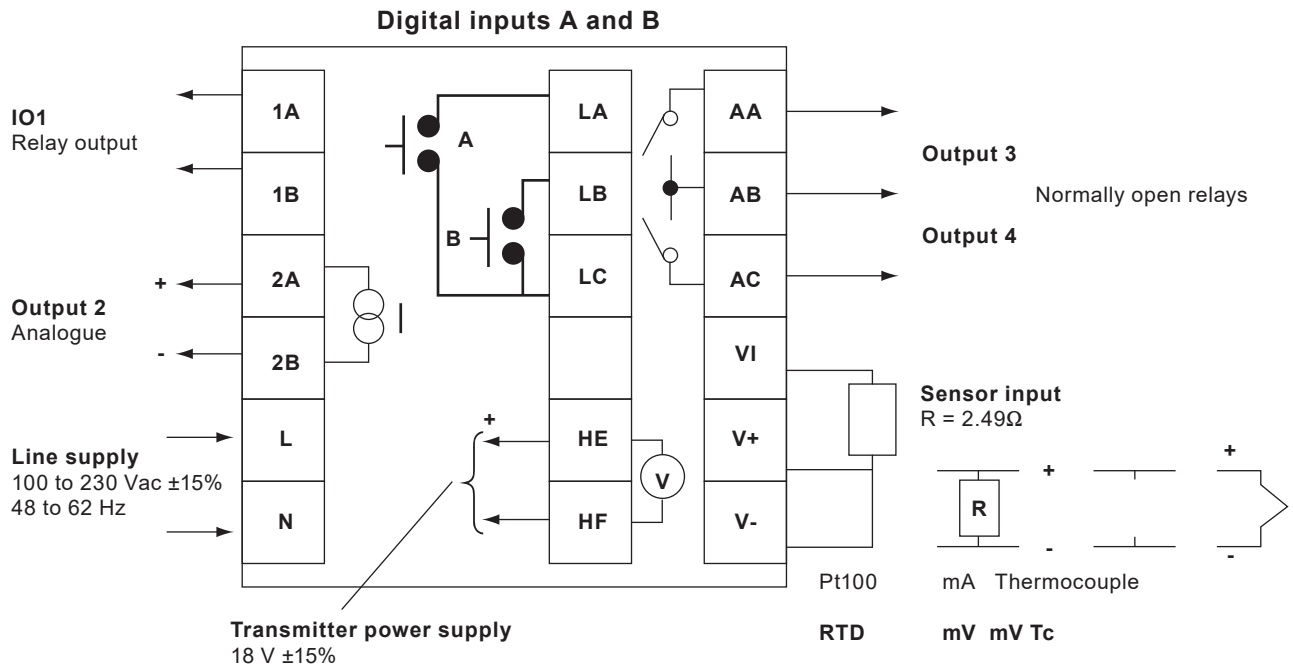 Digital inputs A and B
IO1
Relay output
1A
1B
2A
2B
L
N
+
Output 2
Analogue
-
I
Line supply
100 to 230 Vac ±15%
48 to 62 Hz
A
B
LA
LB
LC
HE
HF
+
V
Transmitter power supply
18 V ±15%
AA
AB
AC
VI
V+
V-
Output 3
Normally open relays
Output 4
Sensor input
R = 2.49Ω
+
+
R
-
-
Pt100 mA Thermocouple
RTD mV mV Tc